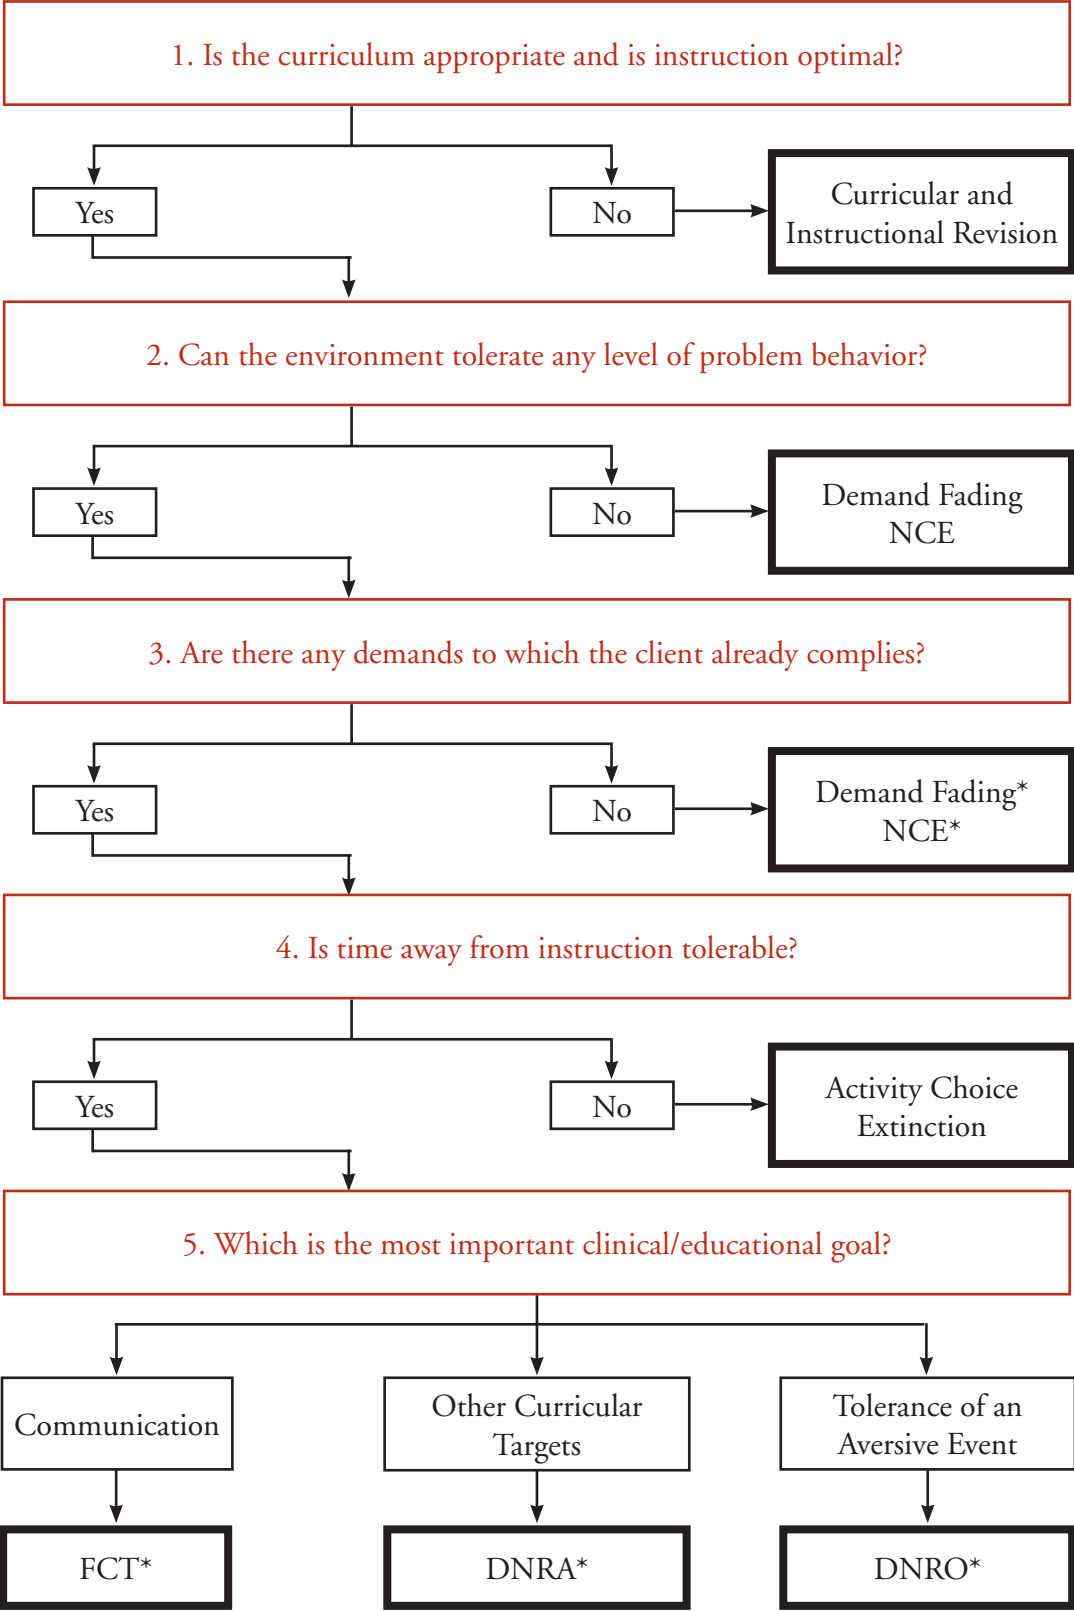 1. Is the curriculum appropriate and is instruction optimal?
Yes
No
Curricular and
Instructional Revision
2. Can the environment tolerate any level of problem behavior?
Yes
No
Demand Fading
NCE
3. Are there any demands to which the client already complies?
Yes
No
Demand Fading*
NCE*
4. Is time away from instruction tolerable?
Yes
No
Activity Choice
Extinction
5. Which is the most important clinical/educational goal?
Communication
Other Curricular
Targets
Tolerance of an
Aversive Event
FCT*
DNRA*
DNRO*